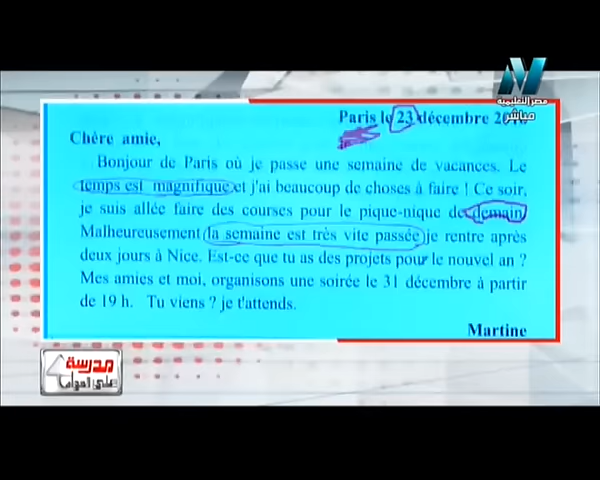 مصر التعليمية
مباشر
Paris le 23 décembre
Chère amie,
Bonjour de Paris où je passe une semaine de vacances. Le
temps est magnifique et j'ai beaucoup de choses à faire ! Ce soir,
je suis allée faire des courses pour le pique-nique de demain
Malheureusement la semaine est très vite passée je rentre après
deux jours à Nice. Est-ce que tu as des projets pour le nouvel an ?
Mes amies et moi, organisons une soirée le 31 décembre à partir
de 19 h. Tu viens ? je t'attends.
Martine
مدرسة
على الهواء